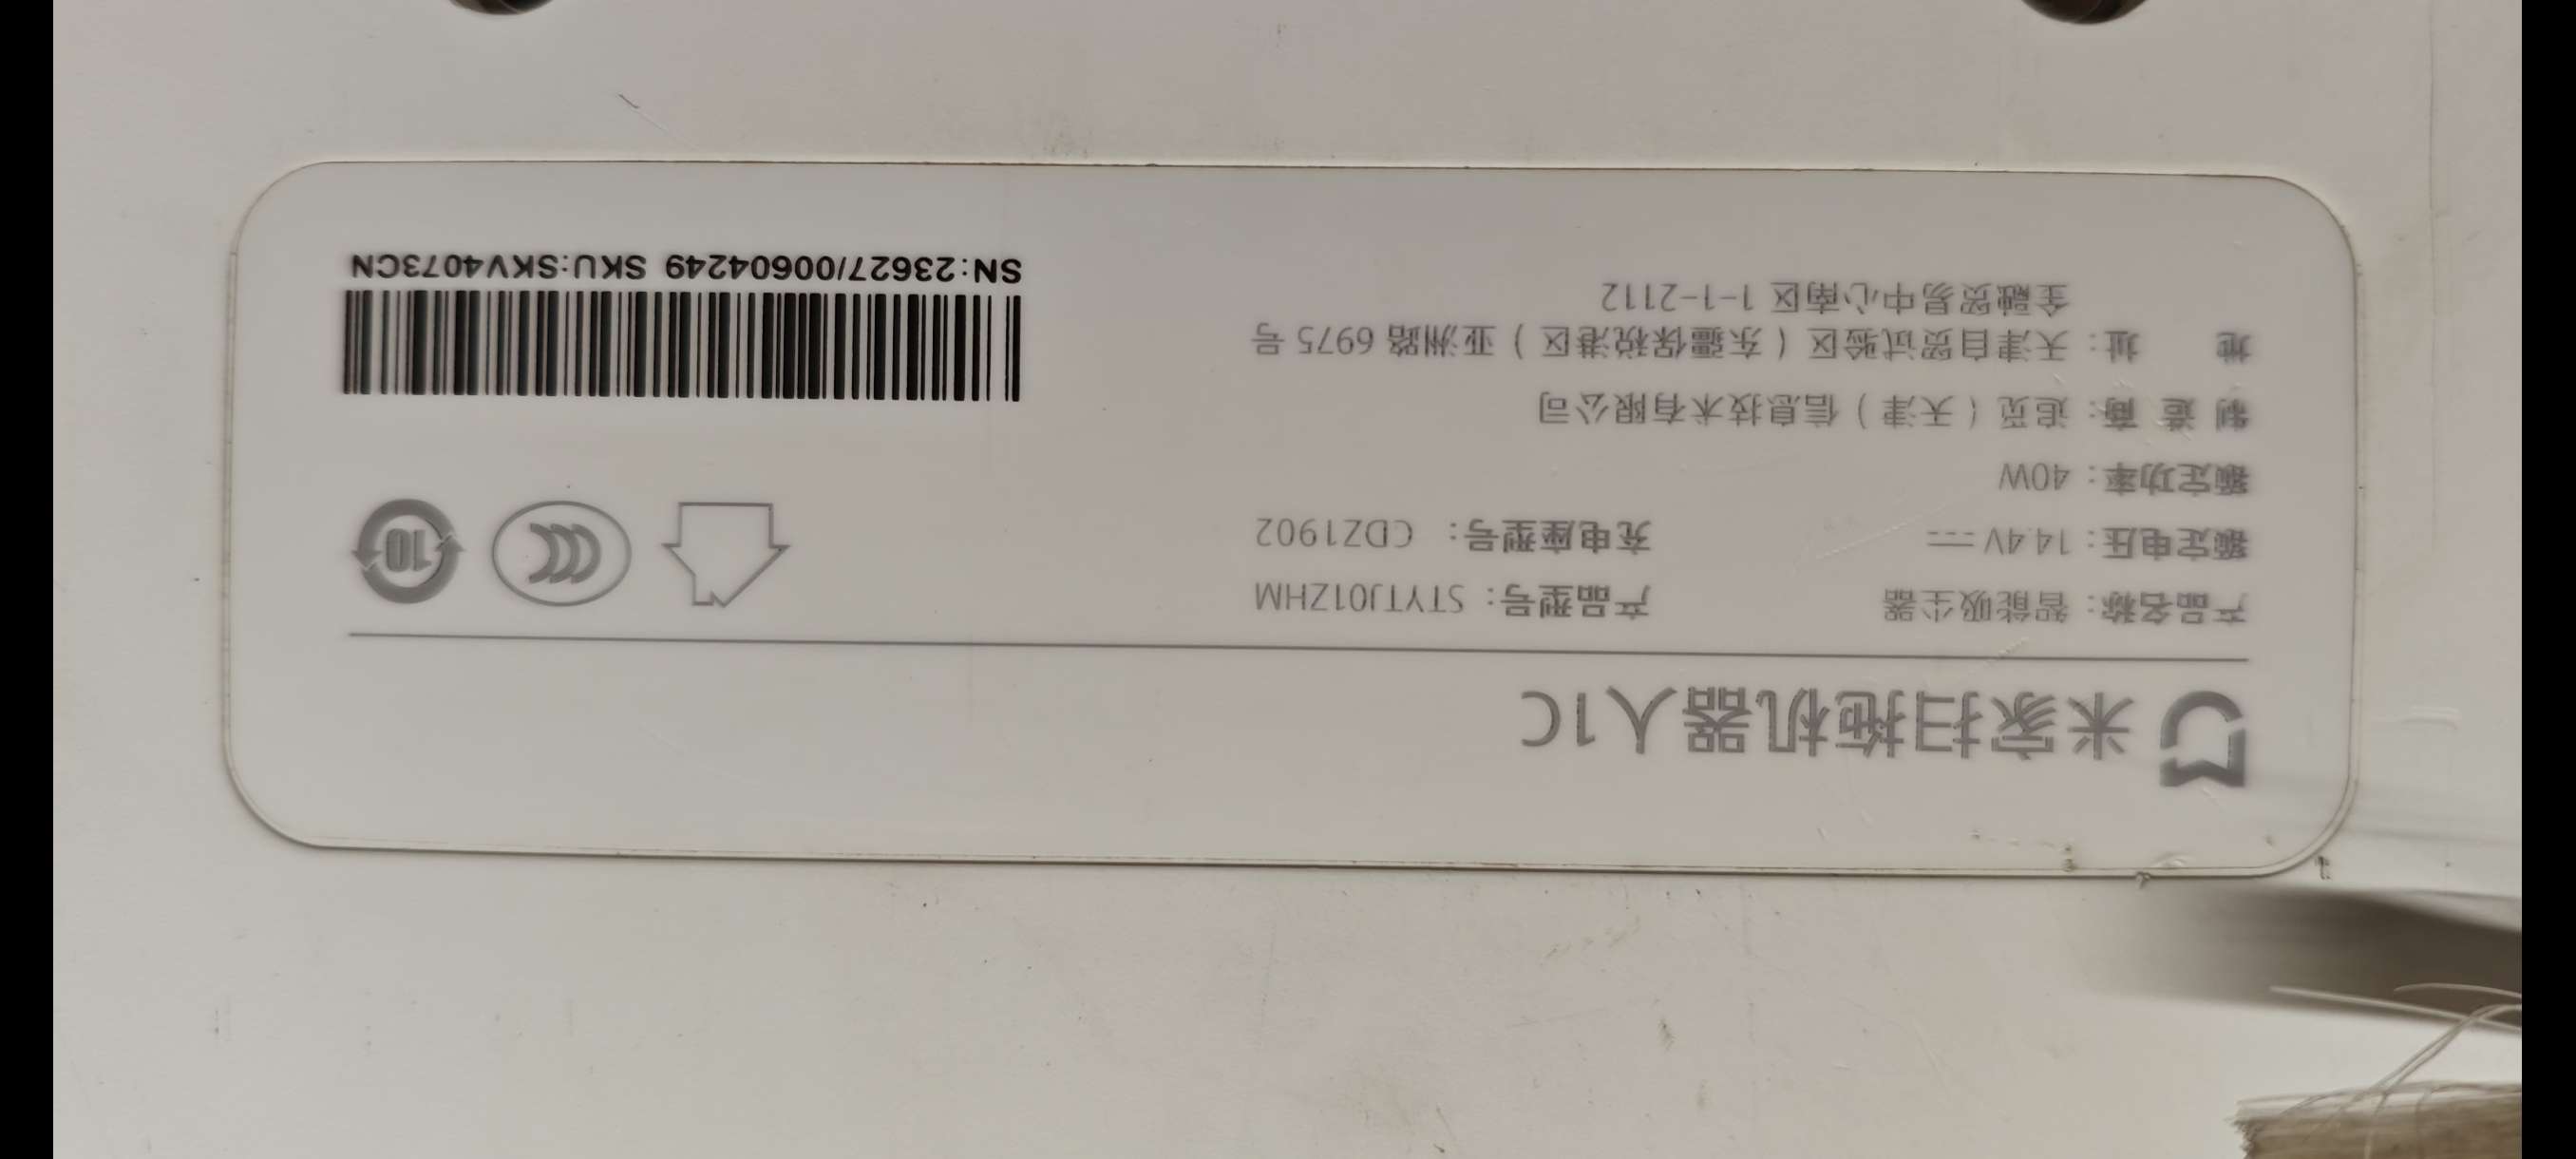 米家扫拖机器人1C
产品名称：智能吸尘器 产品型号：STYTJ01ZHM
额定电压：14.4V 充电座型号： CDZ1902
额定功率：40W
制 造 商：追觅（天津）信息技术有限公司
地 址：天津自贸试验区（东疆保税港区）亚洲路 6975 号
金融贸易中心南区 1-1-2112
10
SN:23627/00604249 SKU:SKV4073CN